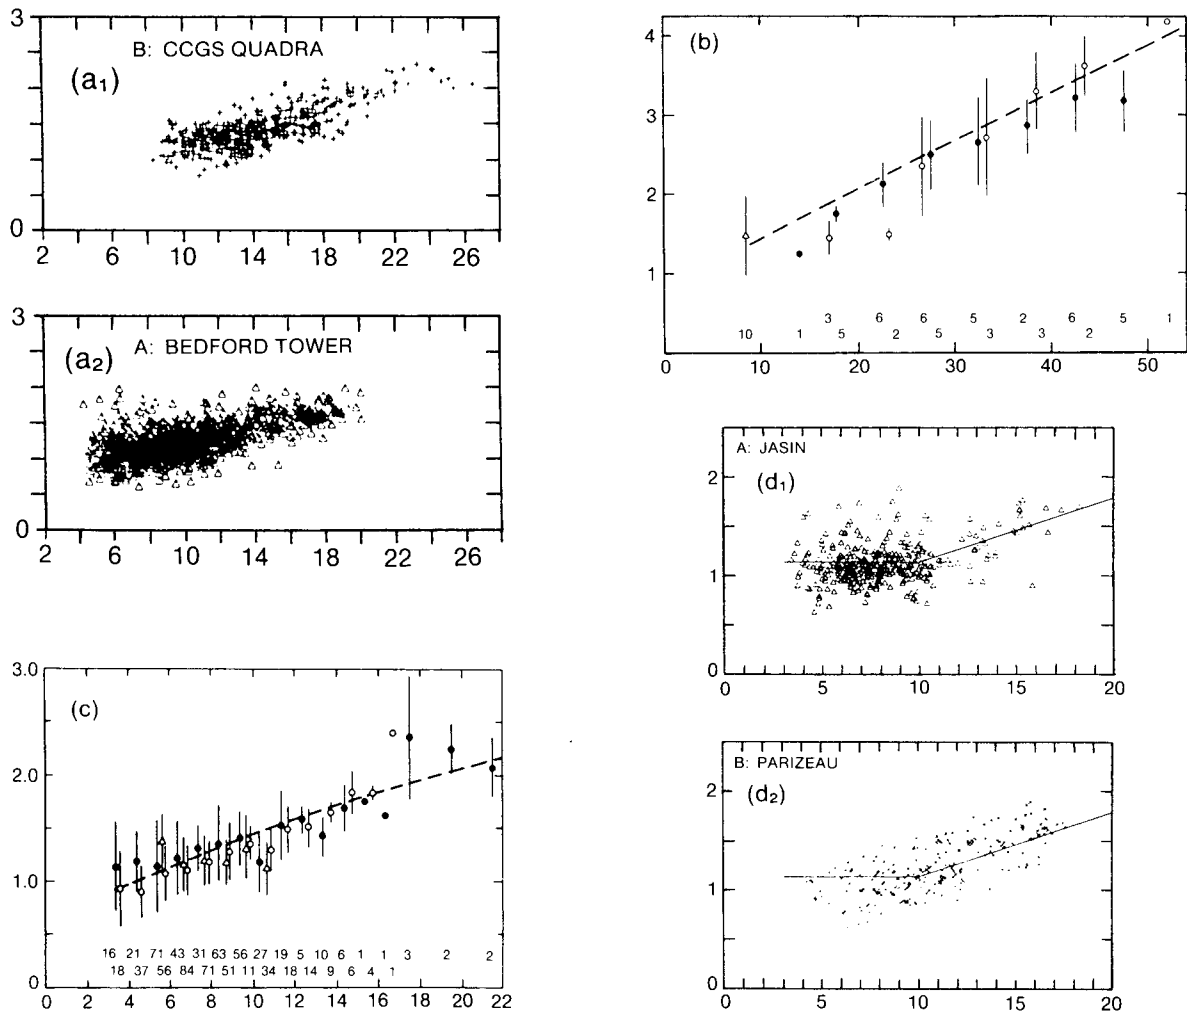 3
B: CCGS QUADRA
(a₁)
0
2 6 10 14 18 22 26
3
(a₂)
A: BEDFORD TOWER
0
2 6 10 14 18 22 26
(b)
4
3
2
1
3 6 6 5 2 6 5 1
10 1 5 2 5 3 3 2
0 10 20 30 40 50
A: JASIN
2
(d₁)
1
0
0 5 10 15 20
3.0
(c)
2.0
1.0
16 21 71 43 31 63 56 27 19 5 10 6 1 1 3 2 2
18 37 56 84 71 51 11 34 18 14 9 6 4 1
0
0 2 4 6 8 10 12 14 16 18 20 22
B: PARIZEAU
2
(d₂)
1
0
0 5 10 15 20